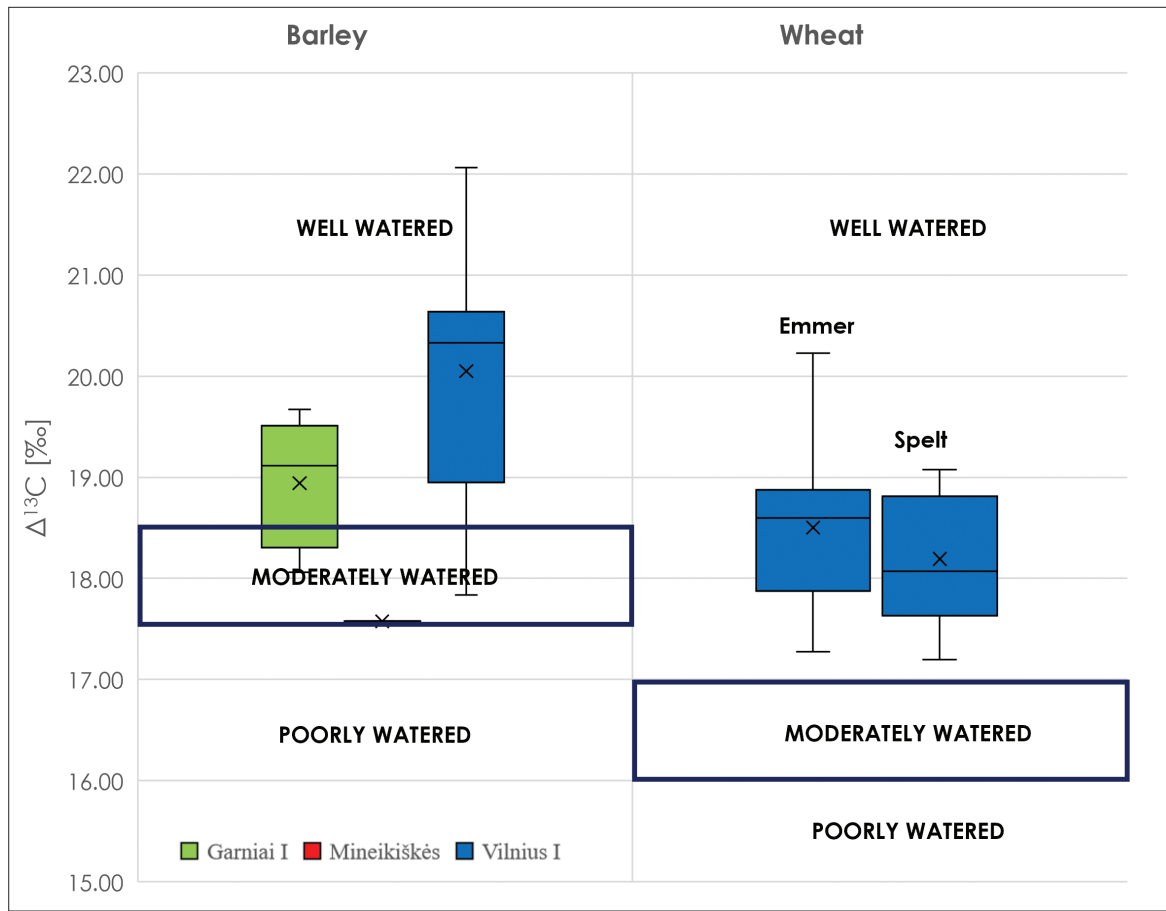 Barley
Wheat
23.00
22.00
21.00
20.00
19.00
18.00
17.00
16.00
15.00
Δ¹³C [‰]
WELL WATERED
WELL WATERED
Emmer
Spelt
MODERATELY WATERED
POORLY WATERED
MODERATELY WATERED
POORLY WATERED
Garniai I
Mineikiškės
Vilnius I